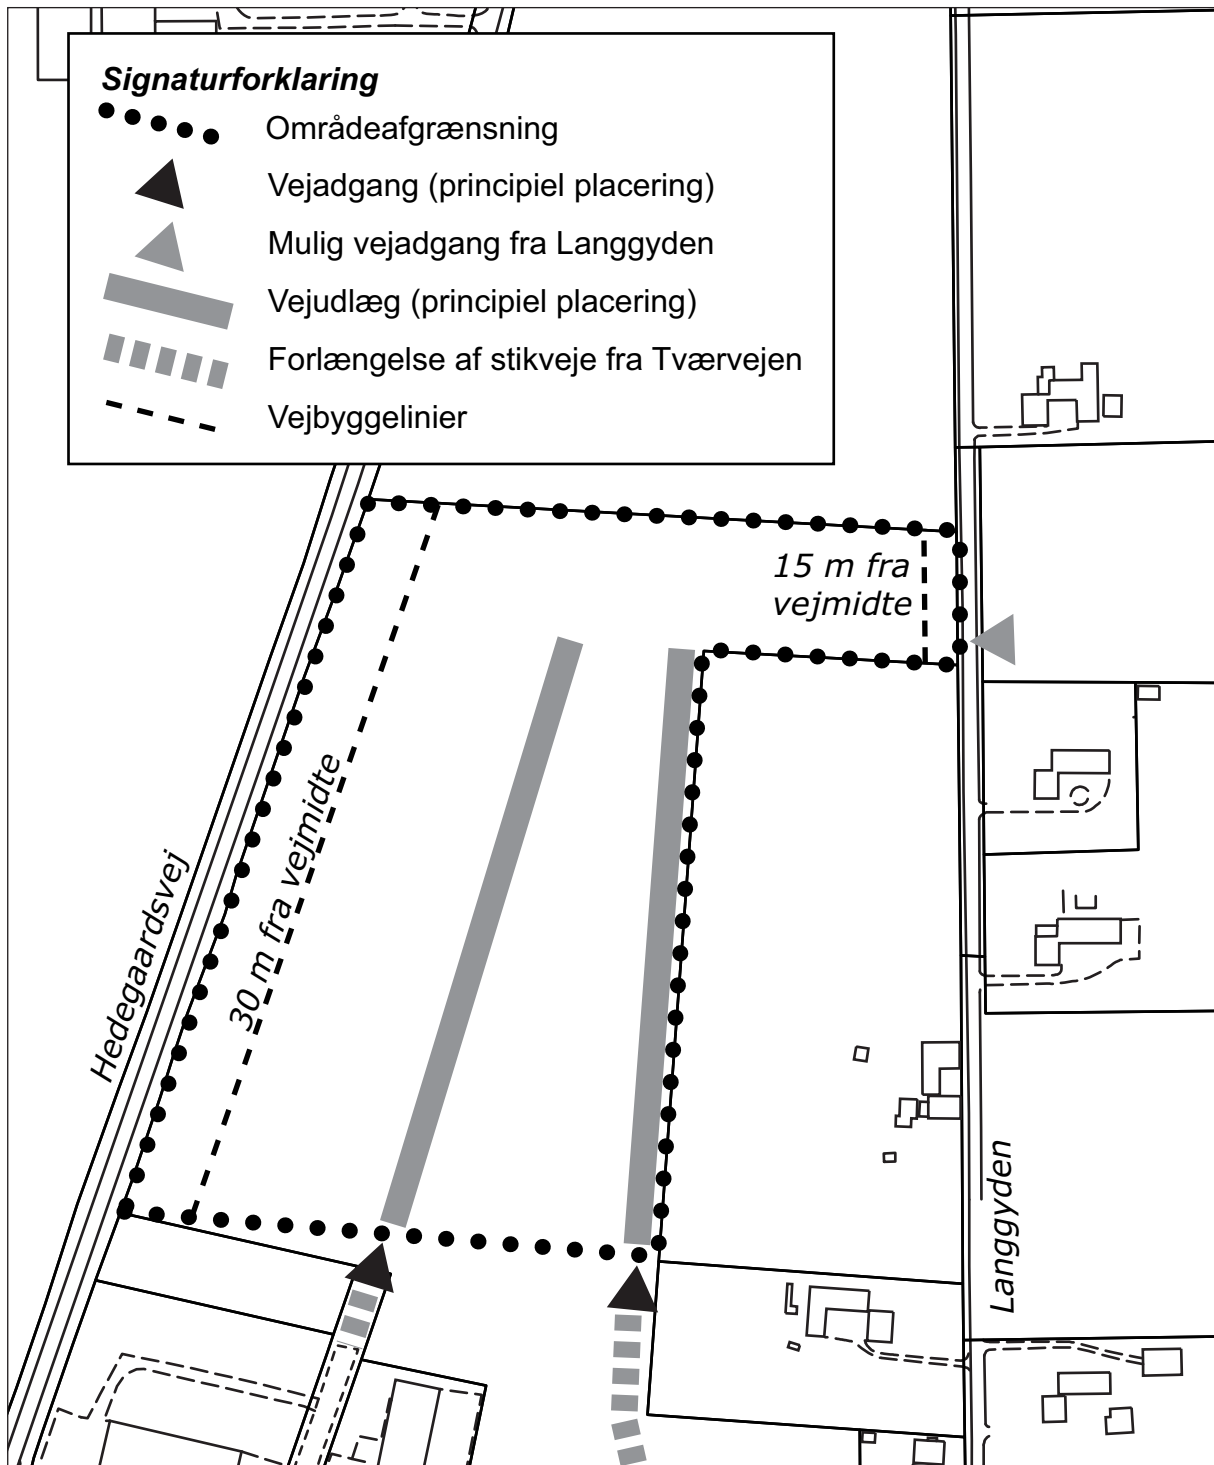 Signaturforklaring
Områdeafgrænsning
Vejadgang (principiel placering)
Mulig vejadgang fra Langgyden
Vejudlæg (principiel placering)
Forlængelse af stikveje fra Tværvejen
Vejbyggelinier
15 m fra
vejmidte
30 m fra vejmidte
Hedegaardsvej
Langgyden